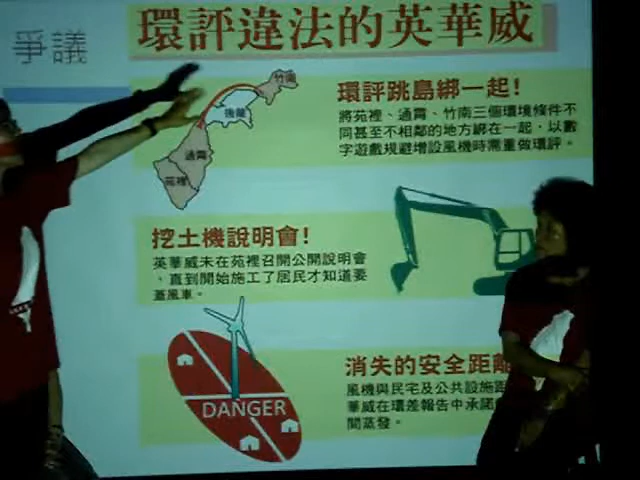 爭議
環評違法的英華威
竹南
後龍
通霄
苑裡
環評跳島綁一起！
將苑裡、通霄、竹南三個環境條件不
同甚至不相鄰的地方綁在一起，以數
字遊戲規避增設風機時需重做環評。
挖土機說明會！
英華威未在苑裡召開公開說明會
，直到開始施工了居民才知道要
蓋風車。
DANGER
消失的安全距離
風機與民宅及公共設施距
華威在環差報告中承諾
間蒸發。